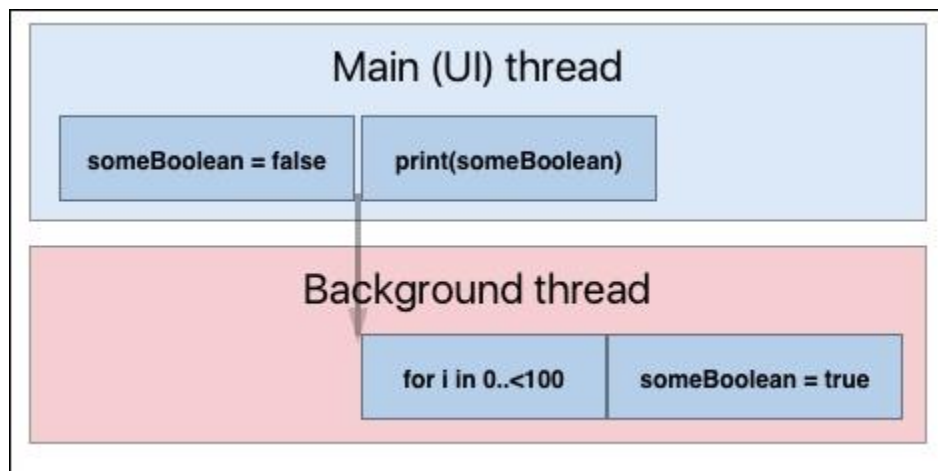 Main (UI) thread
someBoolean = false
print(someBoolean)
Background thread
for i in 0..<100
someBoolean = true